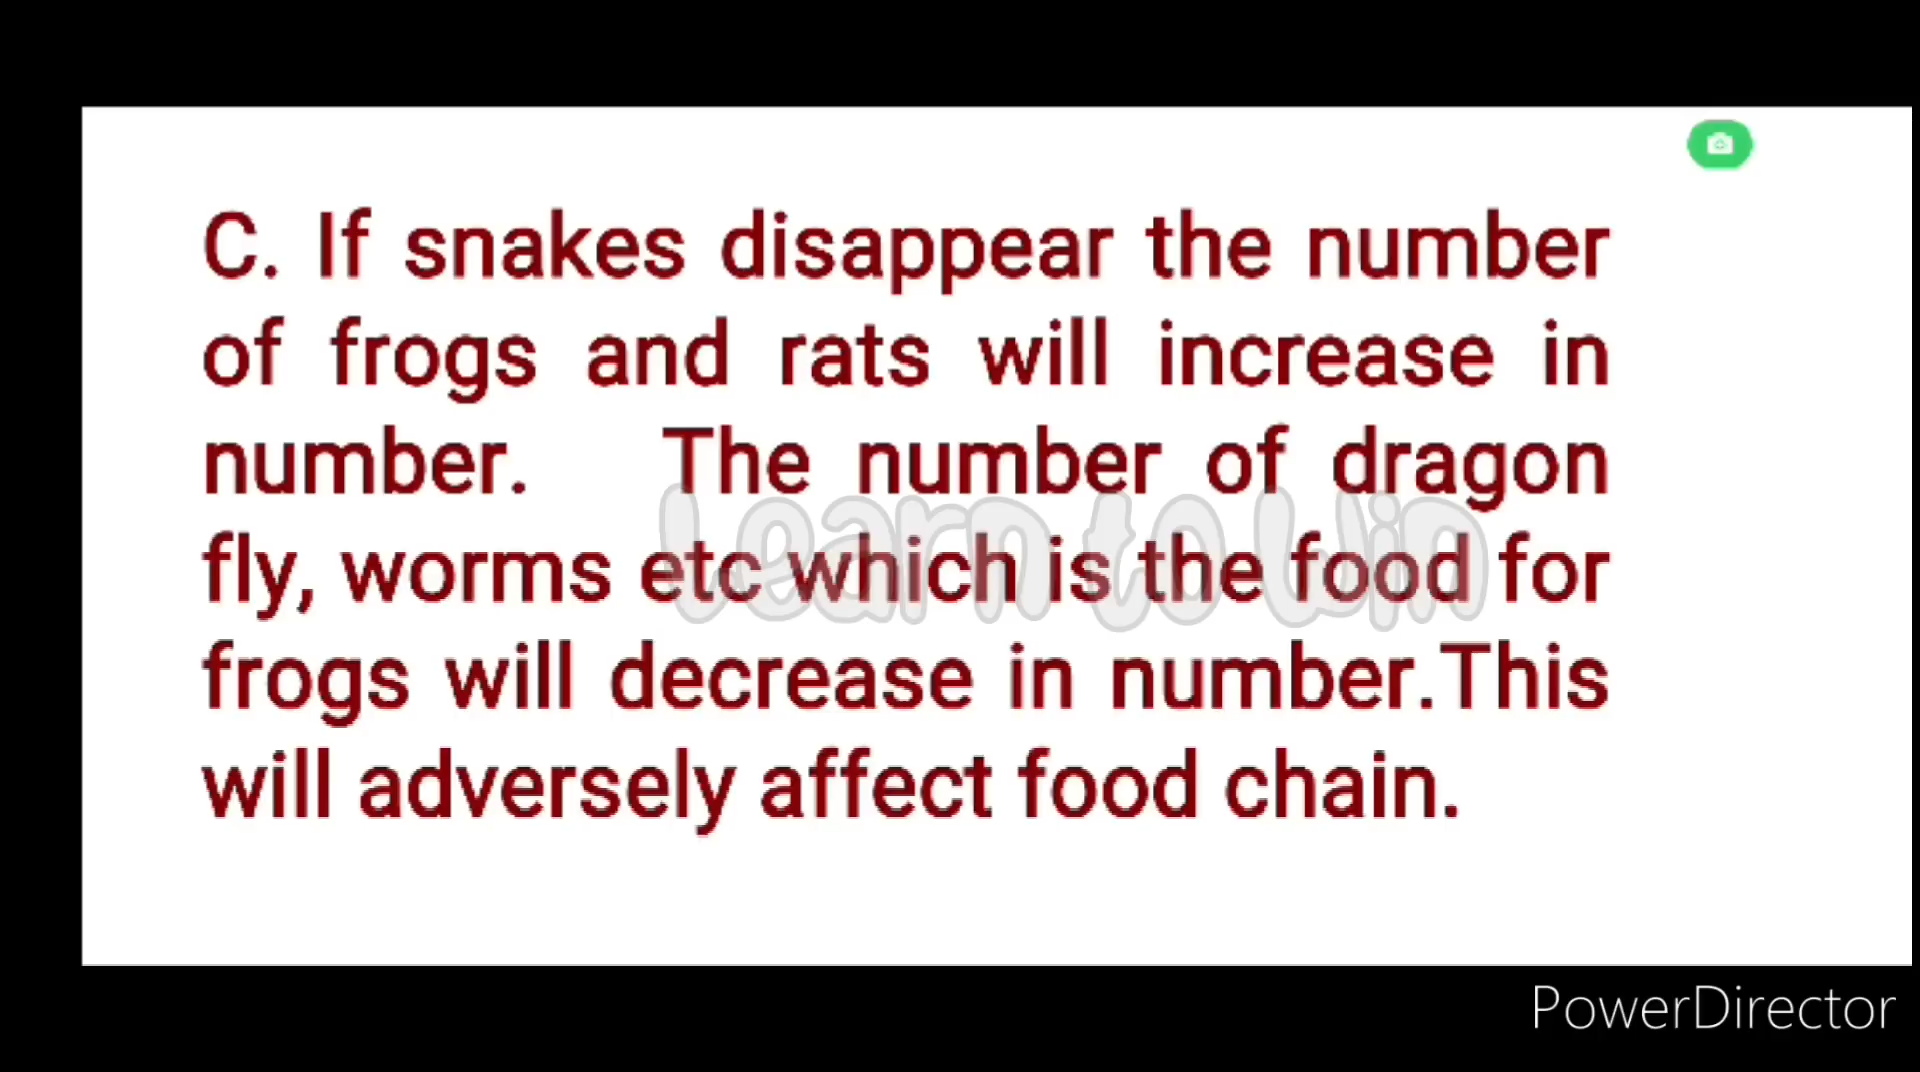 C. If snakes disappear the number
of frogs and rats will increase in
number. The number of dragon
fly, worms etc which is the food for
frogs will decrease in number.This
will adversely affect food chain.
Learn to Win
PowerDirector